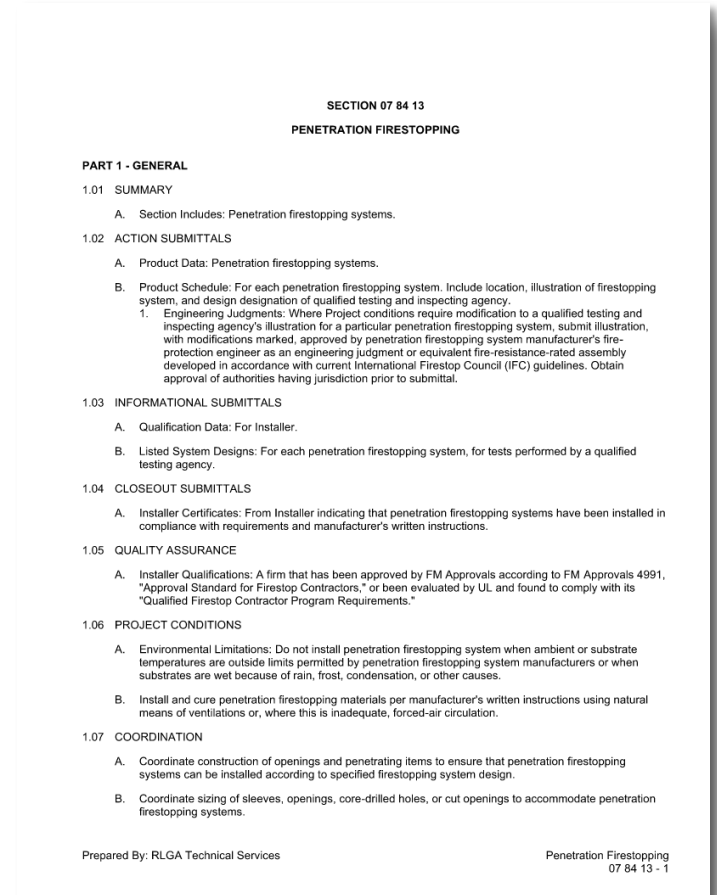 SECTION 07 84 13
PENETRATION FIRESTOPPING
PART 1 - GENERAL
1.01 SUMMARY
A. Section Includes: Penetration firestopping systems.
1.02 ACTION SUBMITTALS
A. Product Data: Penetration firestopping systems.
B. Product Schedule: For each penetration firestopping system. Include location, illustration of firestopping
system, and design designation of qualified testing and inspecting agency.
1. Engineering Judgments: Where Project conditions require modification to a qualified testing and
inspecting agency's illustration for a particular penetration firestopping system, submit illustration,
with modifications marked, approved by penetration firestopping system manufacturer's fire-
protection engineer as an engineering judgment or equivalent fire-resistance-rated assembly
developed in accordance with current International Firestop Council (IFC) guidelines. Obtain
approval of authorities having jurisdiction prior to submittal.
1.03 INFORMATIONAL SUBMITTALS
A. Qualification Data: For Installer.
B. Listed System Designs: For each penetration firestopping system, for tests performed by a qualified
testing agency.
1.04 CLOSEOUT SUBMITTALS
A. Installer Certificates: From Installer indicating that penetration firestopping systems have been installed in
compliance with requirements and manufacturer's written instructions.
1.05 QUALITY ASSURANCE
A. Installer Qualifications: A firm that has been approved by FM Approvals according to FM Approvals 4991,
"Approval Standard for Firestop Contractors," or been evaluated by UL and found to comply with its
"Qualified Firestop Contractor Program Requirements."
1.06 PROJECT CONDITIONS
A. Environmental Limitations: Do not install penetration firestopping system when ambient or substrate
temperatures are outside limits permitted by penetration firestopping system manufacturers or when
substrates are wet because of rain, frost, condensation, or other causes.
B. Install and cure penetration firestopping materials per manufacturer's written instructions using natural
means of ventilations or, where this is inadequate, forced-air circulation.
1.07 COORDINATION
A. Coordinate construction of openings and penetrating items to ensure that penetration firestopping
systems can be installed according to specified firestopping system design.
B. Coordinate sizing of sleeves, openings, core-drilled holes, or cut openings to accommodate penetration
firestopping systems.
Prepared By: RLGA Technical Services
Penetration Firestopping
07 84 13 - 1